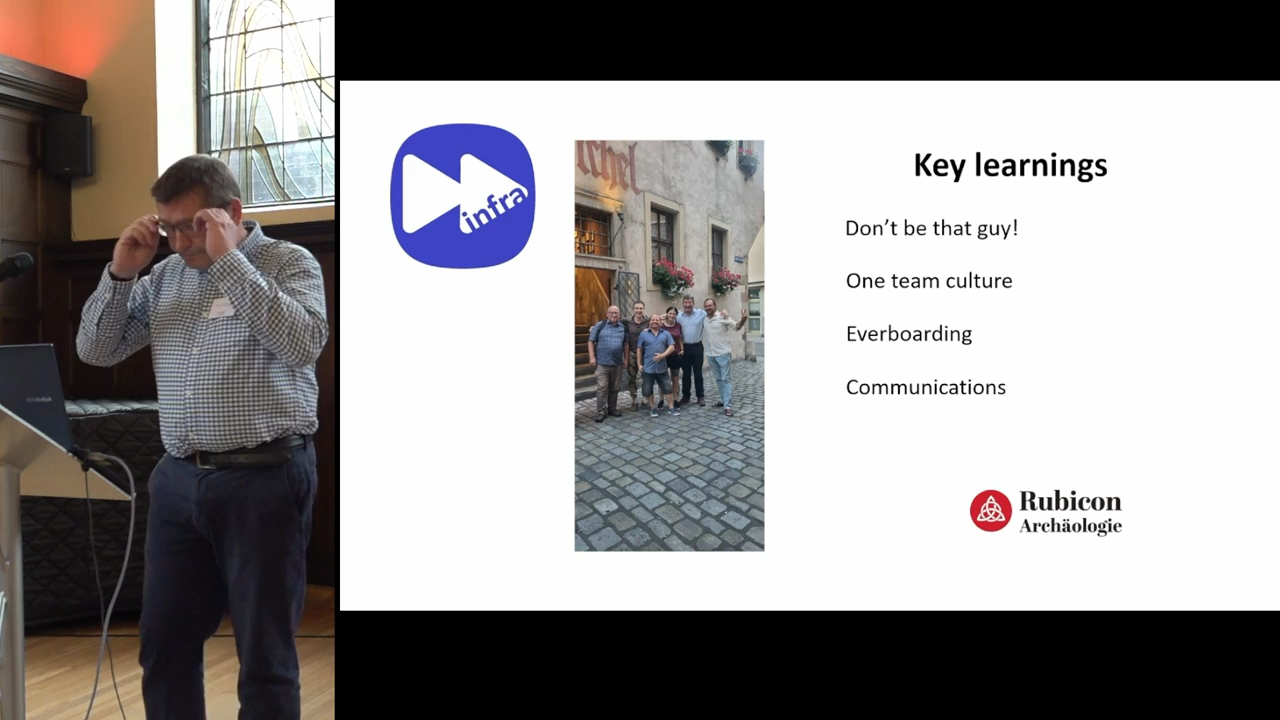 infra
Key learnings
Don’t be that guy!
One team culture
Everboarding
Communications
Rubicon
Archäologie